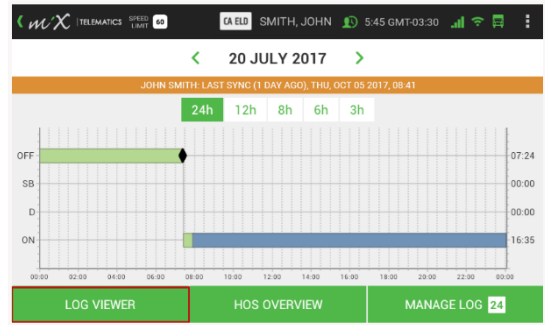 miX | TELEMATICS SPEED LIMIT 60 CA ELD SMITH, JOHN 5:45 GMT-03:30
20 JULY 2017
JOHN SMITH: LAST SYNC (1 DAY AGO), THU, OCT 05 2017, 08:41
24h 12h 8h 6h 3h
OFF 07:24
SB 00:00
D 00:00
ON 16:35
00:00 02:00 04:00 06:00 08:00 10:00 12:00 14:00 16:00 18:00 20:00 22:00 00:00
LOG VIEWER HOS OVERVIEW MANAGE LOG 24